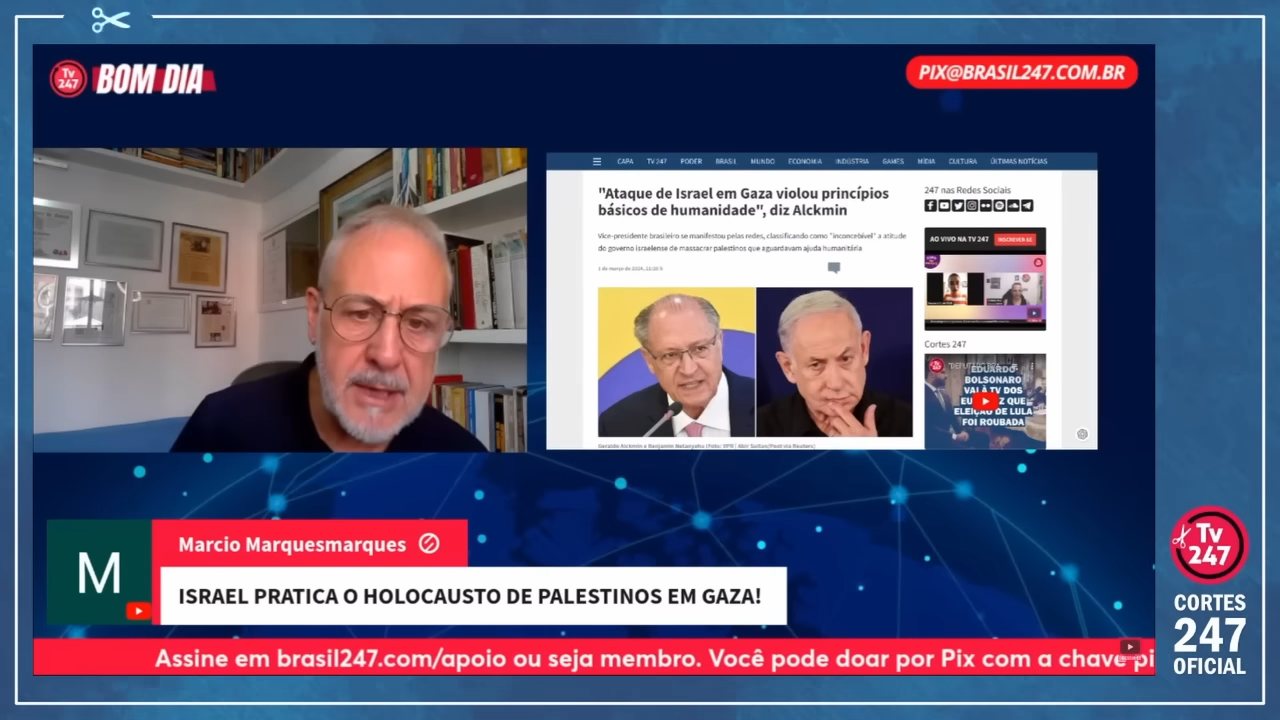 Tv 247 BOM DIA
PIX@BRASIL247.COM.BR
CAPA TV 247 PODER BRASIL MUNDO ECONOMIA INDÚSTRIA GAMES MÍDIA CULTURA ÚLTIMAS NOTÍCIAS
"Ataque de Israel em Gaza violou princípios
básicos de humanidade", diz Alckmin
Vice-presidente brasileiro se manifestou pelas redes, classificando como "inconcebível" a atitude
do governo israelense de massacrar palestinos que aguardavam ajuda humanitária
247 nas Redes Sociais
AO VIVO NA TV 247 INSCREVER-SE
Cortes 247
EDUARDO
BOLSONARO
VAI À TV DOS
ELEIÇÃO DE LULA
FOI ROUBADA
M
Marcio Marquesmarques
ISRAEL PRATICA O HOLOCAUSTO DE PALESTINOS EM GAZA!
Assine em brasil247.com/apoio ou seja membro. Você pode doar por Pix com a chave pi
Tv
247
CORTES
247
OFICIAL